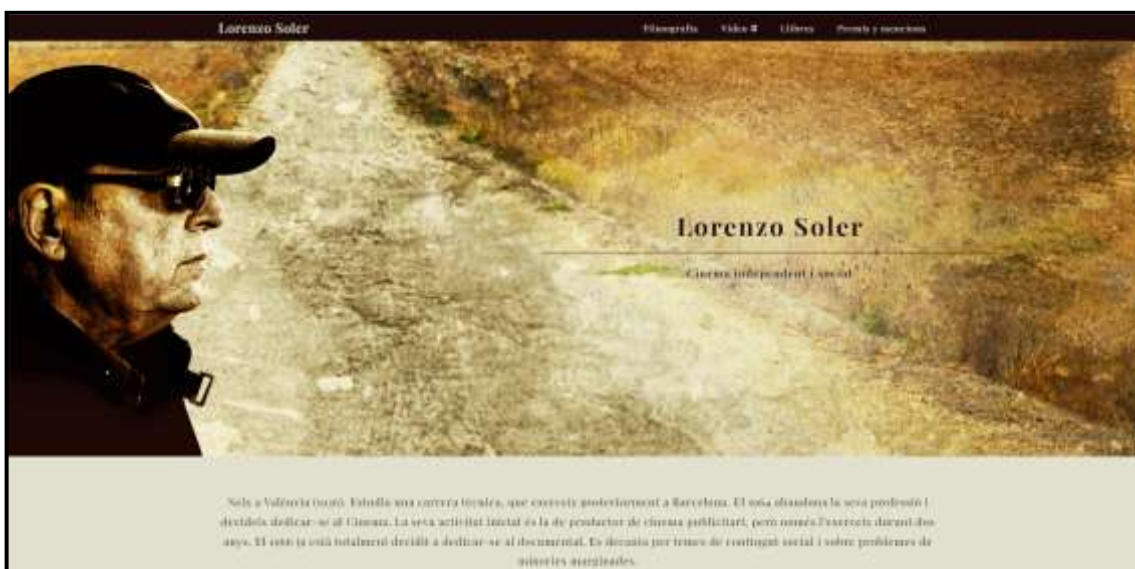 Lorenzo Soler
Filmografia Video Llibres Premis y mencions
Lorenzo Soler
Cinema independent i social
Neix a València Estudia una carrera tècnica, que exerceix posteriorment a Barcelona. El 1964 abandona la seva professió i
decideix dedicar-se al Cinema. La seva activitat inicial és la de productor de cinema publicitari, però només l'exerceix durant dos
anys. El 1966 ja està totalment decidit a dedicar-se al documental. Es decanta per temes de contingut social i sobre problemes de
minories marginades.